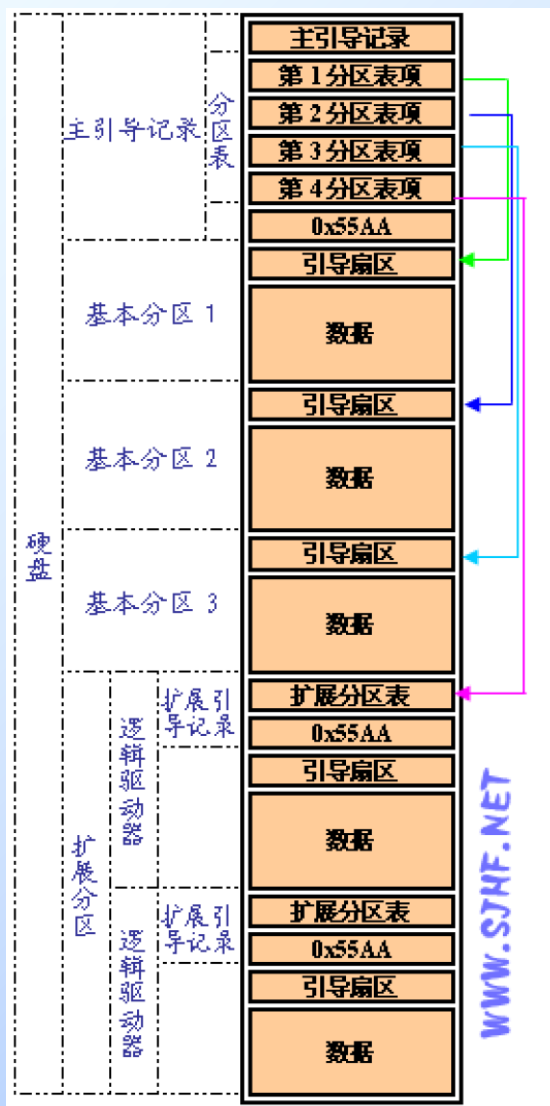 主引导记录
第1分区表项
第2分区表项
第3分区表项
第4分区表项
0x55AA
主引导记录
分区表
引导扇区
基本分区 1
数据
引导扇区
基本分区 2
数据
硬盘
引导扇区
基本分区 3
数据
扩展分区
逻辑驱动器
扩展引
导记录
扩展分区表
0x55AA
引导扇区
数据
逻辑驱动器
扩展引
导记录
扩展分区表
0x55AA
引导扇区
数据
WWW.SJHF.NET